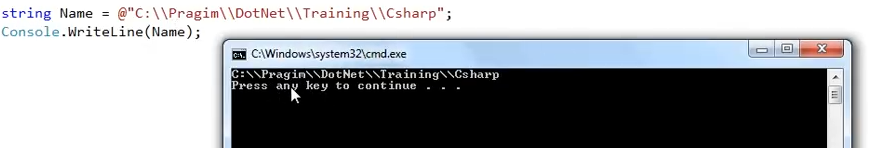 string Name = @"C:\\Pragim\\DotNet\\Training\\Csharp";
Console.WriteLine(Name);
C:\Windows\system32\cmd.exe
C:\\Pragim\\DotNet\\Training\\Csharp
Press any key to continue . . .